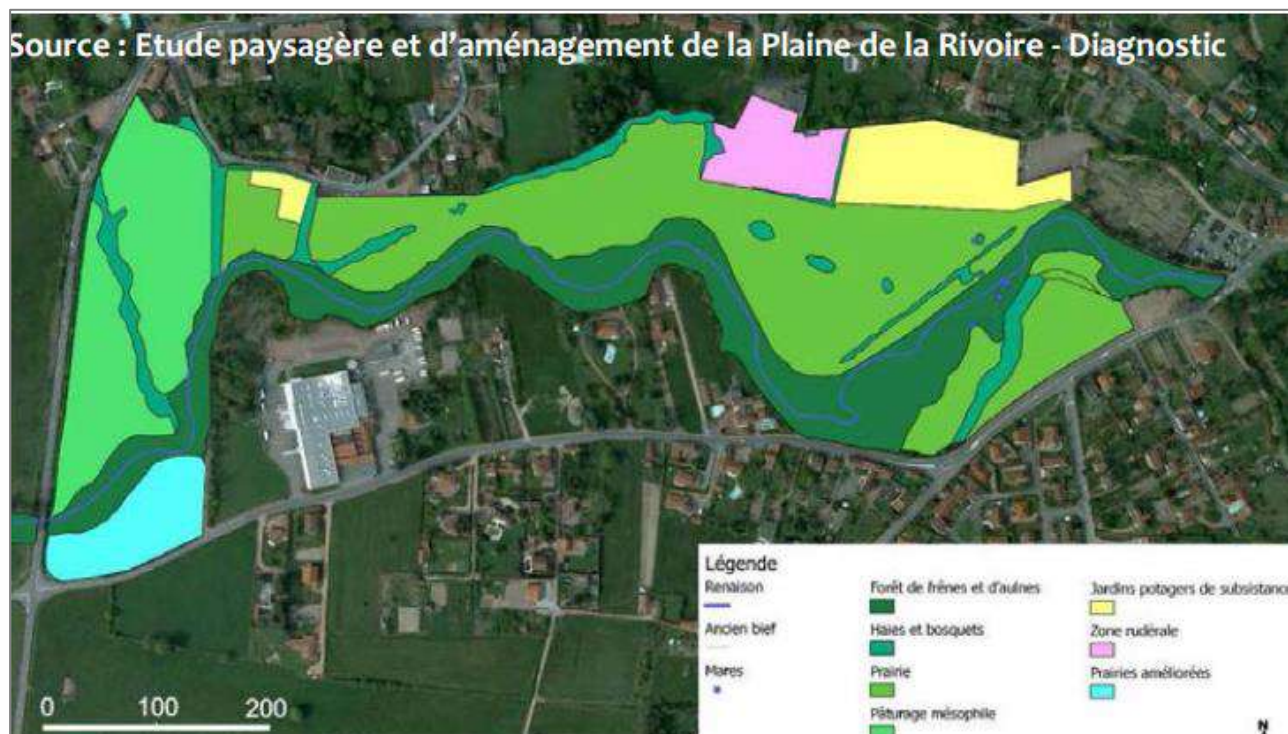 Source : Etude paysagère et d'aménagement de la Plaine de la Rivoire - Diagnostic
0 100 200
Légende
Renaison
Ancien bief
Mares
Forêt de frênes et d'aulnes
Haies et bosquets
Prairie
Pâturage mésophile
Jardins potagers de subsistance
Zone rudérale
Prairies améliorées
N